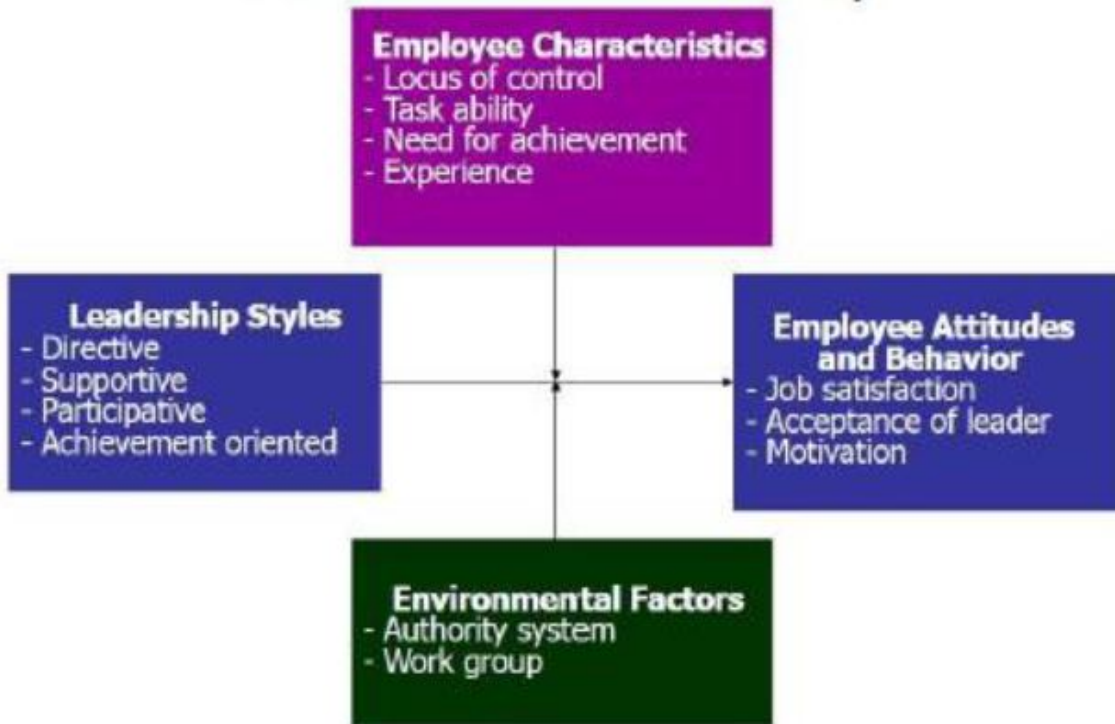 Employee Characteristics
- Locus of control
- Task ability
- Need for achievement
- Experience
Leadership Styles
- Directive
- Supportive
- Participative
- Achievement oriented
Employee Attitudes
and Behavior
- Job satisfaction
- Acceptance of leader
- Motivation
Environmental Factors
- Authority system
- Work group